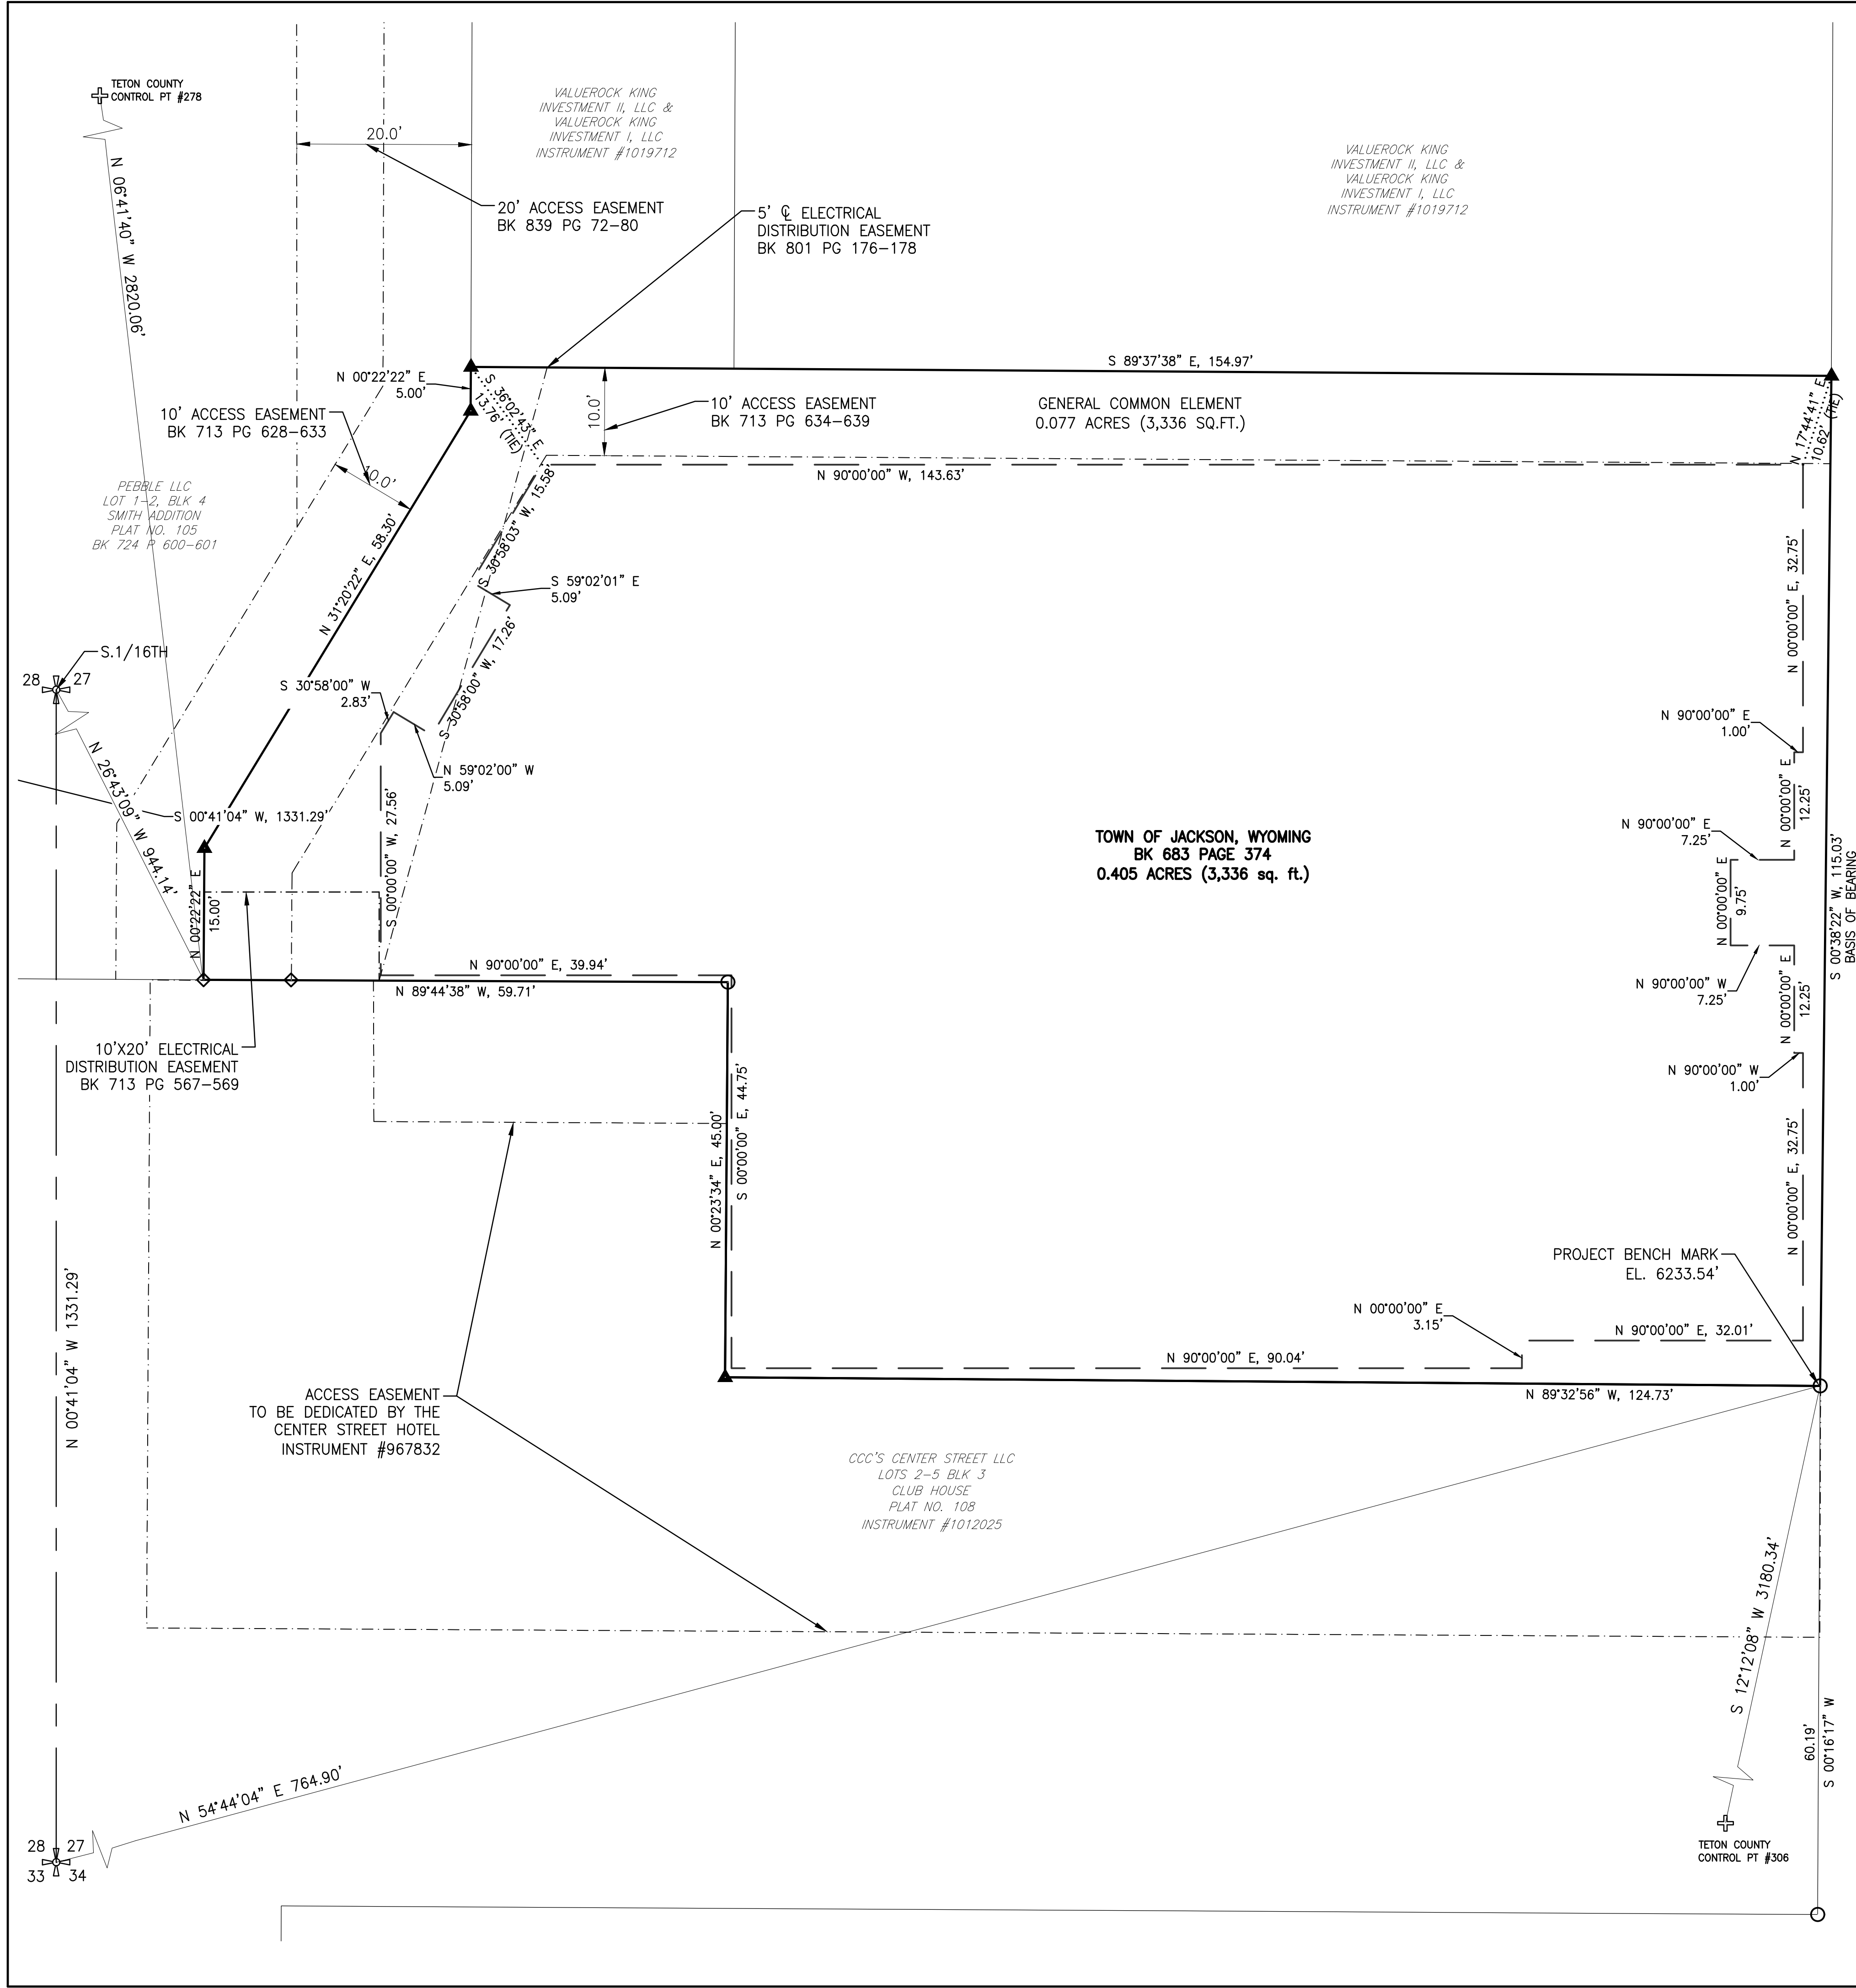 TETON COUNTY
CONTROL PT #278
N 06°41'40" W 2820.06'
20.0'
VALUEROCK KING
INVESTMENT II, LLC &
VALUEROCK KING
INVESTMENT I, LLC
INSTRUMENT #1019712
VALUEROCK KING
INVESTMENT II, LLC &
VALUEROCK KING
INVESTMENT I, LLC
INSTRUMENT #1019712
20' ACCESS EASEMENT
BK 839 PG 72-80
5' ℄ ELECTRICAL
DISTRIBUTION EASEMENT
BK 801 PG 176-178
S 89°37'38" E, 154.97'
N 00°22'22" E
5.00'
S 36°02'43" E
13.76' (TIE)
10.0'
10' ACCESS EASEMENT
BK 713 PG 628-633
10' ACCESS EASEMENT
BK 713 PG 634-639
GENERAL COMMON ELEMENT
0.077 ACRES (3,336 SQ.FT.)
N 17°44'41" E
10.62' (TIE)
10.0'
N 90°00'00" W, 143.63'
PEBBLE LLC
LOT 1-2, BLK 4
SMITH ADDITION
PLAT NO. 105
BK 724 P 600-601
N 31°20'22" E, 58.30'
S 30°58'03" W, 15.58'
S 59°02'01" E
5.09'
S 30°58'00" W, 17.26'
N 00°00'00" E, 32.75'
S.1/16TH
28 27
S 30°58'00" W
2.83'
N 59°02'00" W
5.09'
N 90°00'00" E
1.00'
N 26°43'09" W 944.14'
S 00°41'04" W, 1331.29'
S 00°00'00" W, 27.56'
N 00°00'00" E
12.25'
N 90°00'00" E
7.25'
TOWN OF JACKSON, WYOMING
BK 683 PAGE 374
0.405 ACRES (3,336 sq. ft.)
N 00°22'22" E
15.00'
N 00°00'00" E
9.75'
S 00°38'22" W, 115.03'
BASIS OF BEARING
N 90°00'00" E, 39.94'
N 89°44'38" W, 59.71'
N 90°00'00" W
7.25'
N 00°00'00" E
12.25'
10'X20' ELECTRICAL
DISTRIBUTION EASEMENT
BK 713 PG 567-569
N 90°00'00" W
1.00'
N 00°23'34" E, 45.00'
S 00°00'00" E, 44.75'
N 00°00'00" E, 32.75'
PROJECT BENCH MARK
EL. 6233.54'
N 00°41'04" W 1331.29'
N 00°00'00" E
3.15'
N 90°00'00" E, 32.01'
N 90°00'00" E, 90.04'
N 89°32'56" W, 124.73'
ACCESS EASEMENT
TO BE DEDICATED BY THE
CENTER STREET HOTEL
INSTRUMENT #967832
CCC'S CENTER STREET LLC
LOTS 2-5 BLK 3
CLUB HOUSE
PLAT NO. 108
INSTRUMENT #1012025
S 12°12'08" W 3180.34'
60.19'
S 00°16'17" W
N 54°44'04" E 764.90'
28 27
33 34
TETON COUNTY
CONTROL PT #306